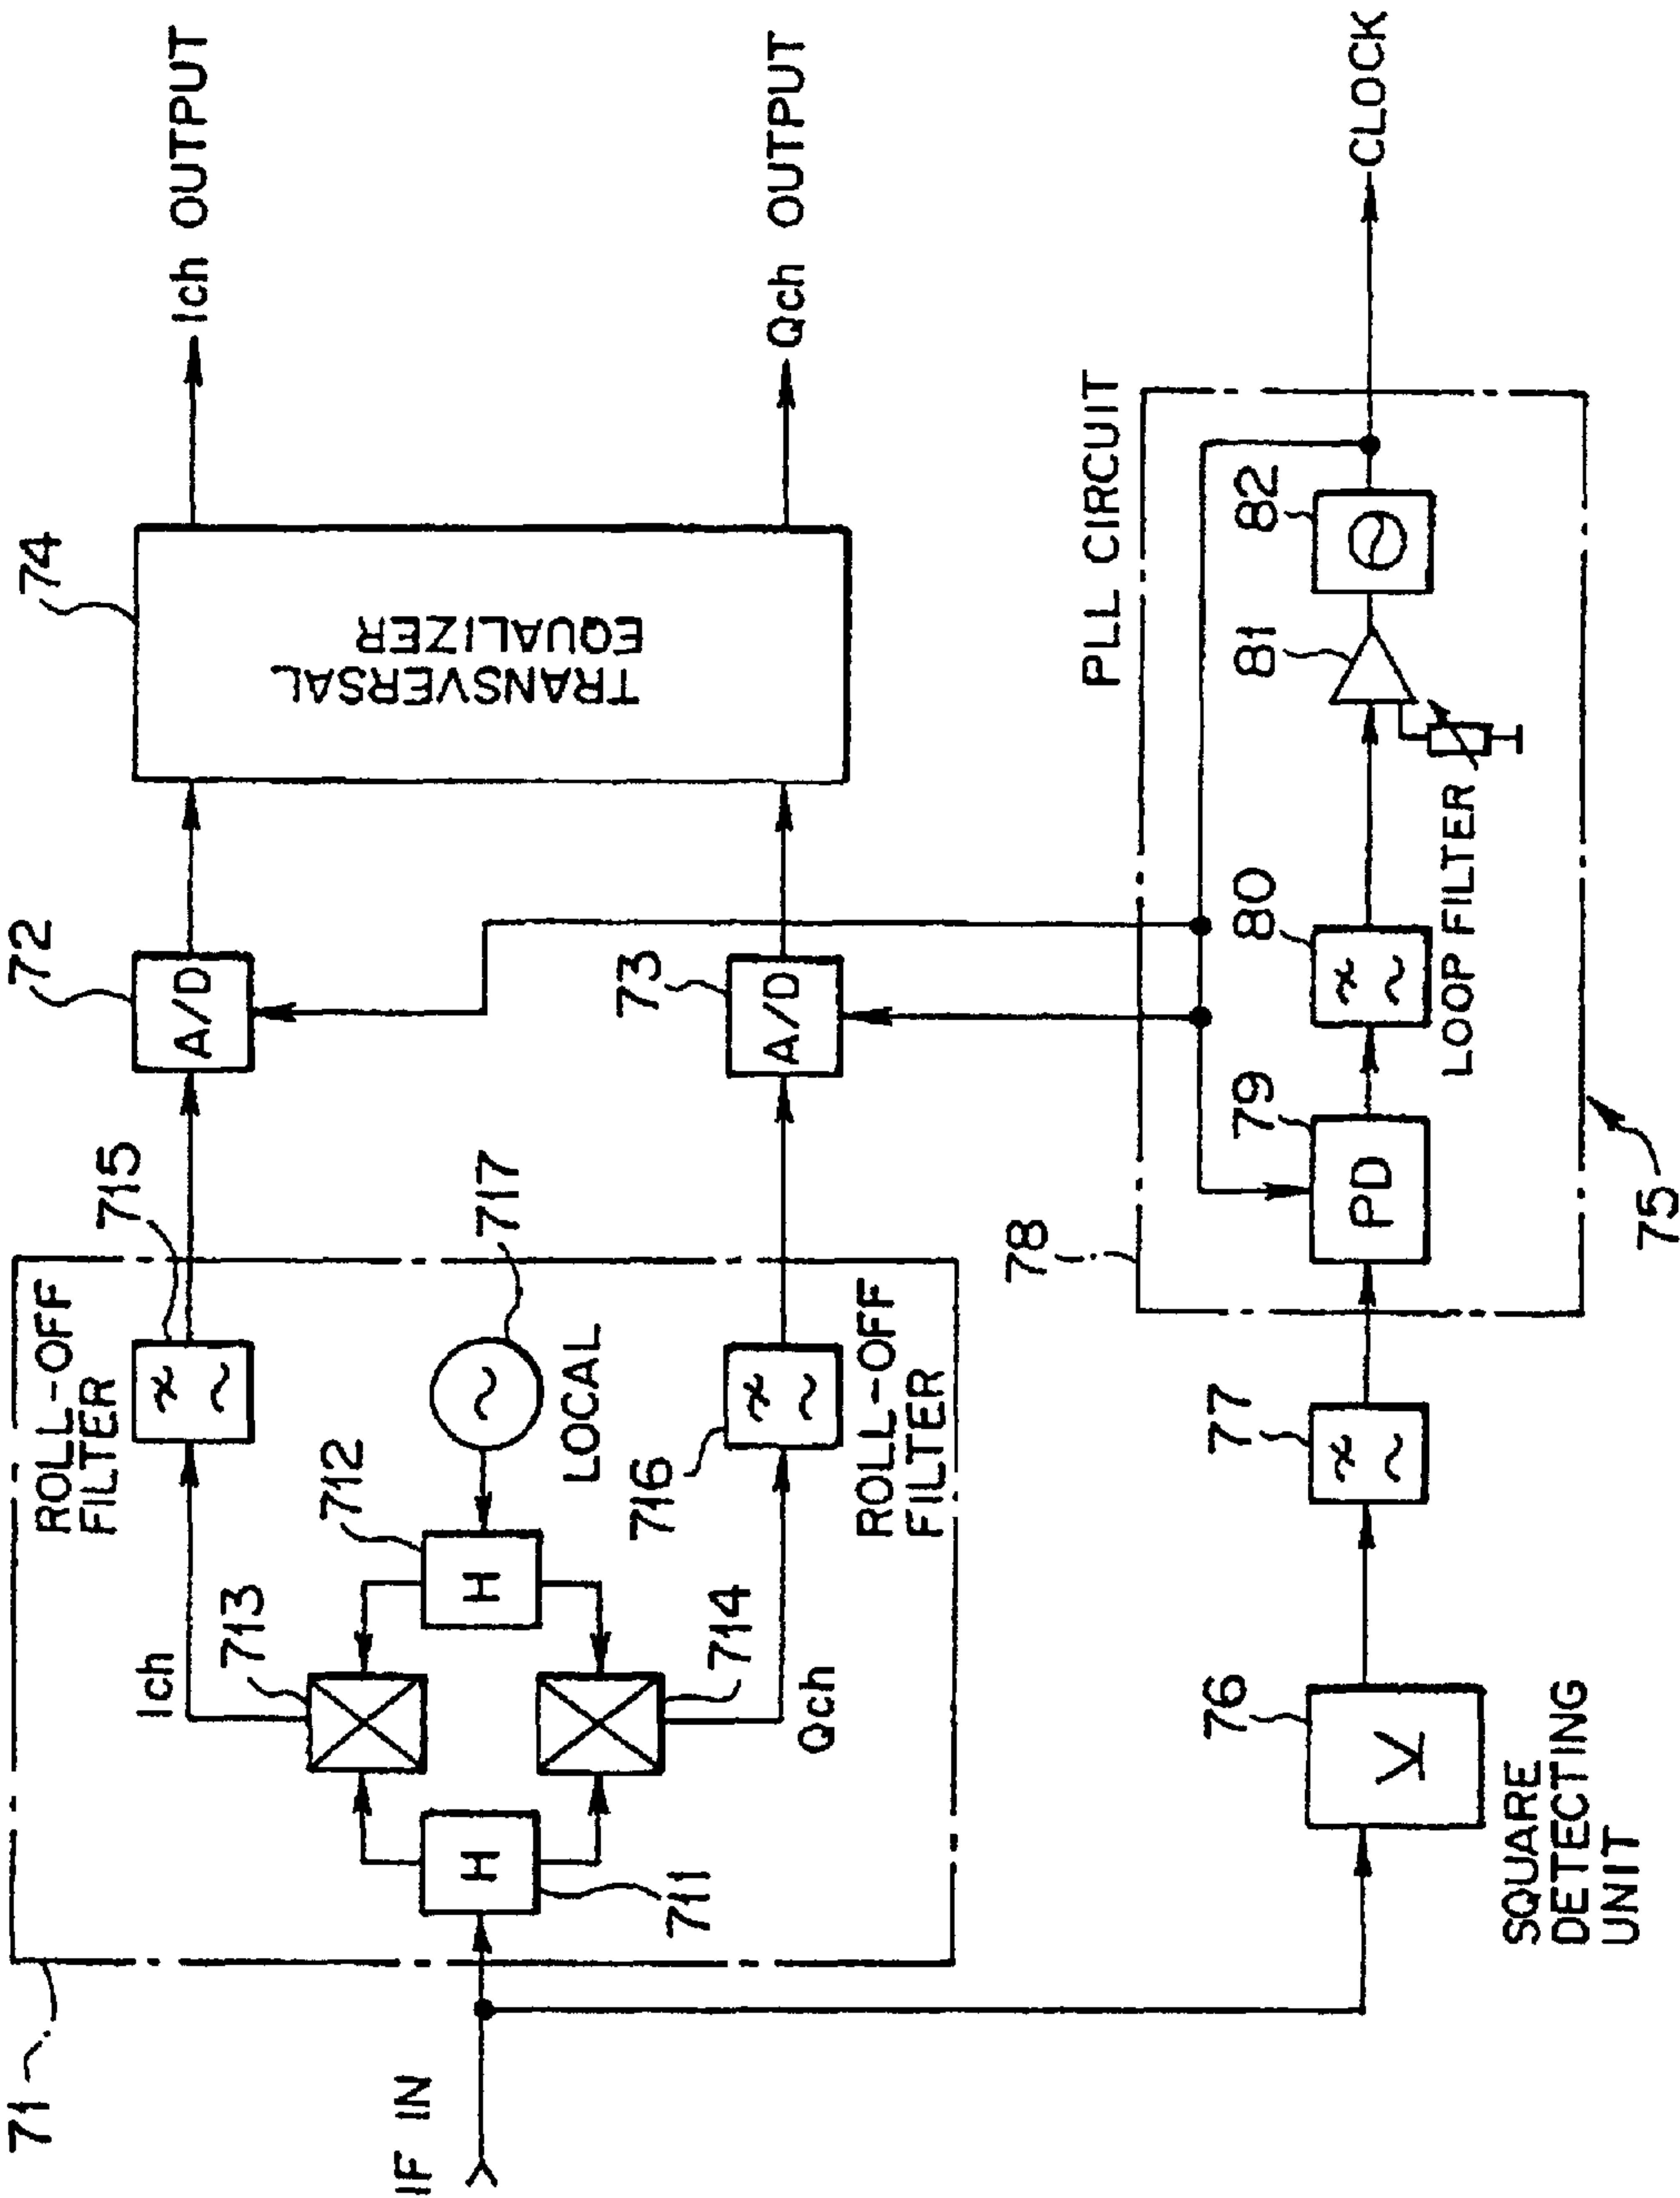 71
ROLL-OFF
FILTER
715
72
74
Ich OUTPUT
Ich
713
A/D
712
717
LOCAL
H
H
711
714
Qch
716
ROLL-OFF
FILTER
73
A/D
TRANSVERSAL
EQUALIZER
Qch OUTPUT
IF IN
78
PLL CIRCUIT
76
77
79
80
81
82
V
PD
LOOP FILTER
CLOCK
SQUARE
DETECTING
UNIT
75